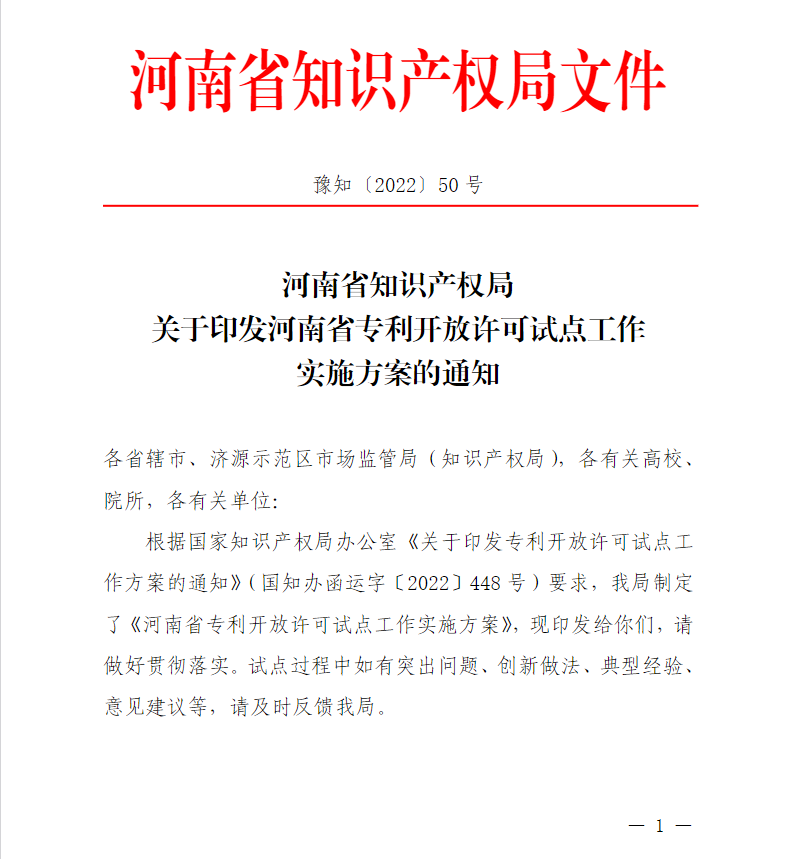 河南省知识产权局文件
豫知〔2022〕50 号
河南省知识产权局
关于印发河南省专利开放许可试点工作
实施方案的通知
各省辖市、济源示范区市场监管局（知识产权局），各有关高校、
院所，各有关单位：
根据国家知识产权局办公室《关于印发专利开放许可试点工
作方案的通知》（国知办函运字〔2022〕448 号）要求，我局制定
了《河南省专利开放许可试点工作实施方案》，现印发给你们，请
做好贯彻落实。试点过程中如有突出问题、创新做法、典型经验、
意见建议等，请及时反馈我局。
— 1 —